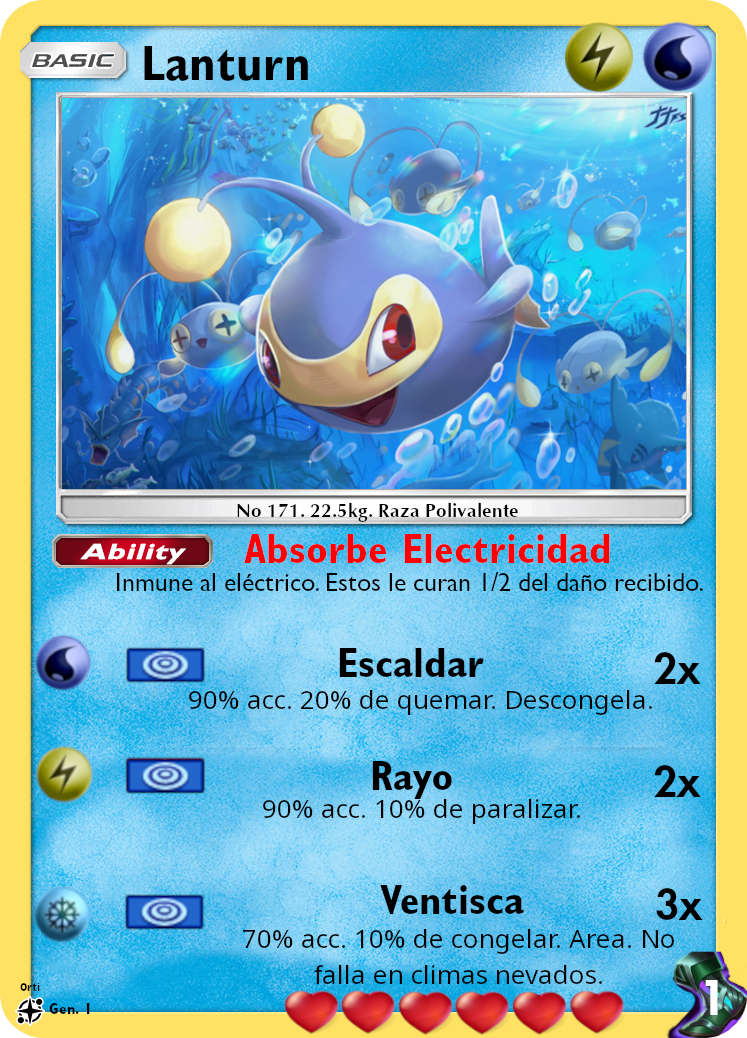 BASIC Lanturn
No 171. 22.5kg. Raza Polivalente
Ability Absorbe Electricidad
Inmune al eléctrico. Estos le curan 1/2 del daño recibido.
Escaldar 2x
90% acc. 20% de quemar. Descongela.
Rayo 2x
90% acc. 10% de paralizar.
Ventisca 3x
70% acc. 10% de congelar. Area. No
falla en climas nevados.
Orti
Gen. 1
1